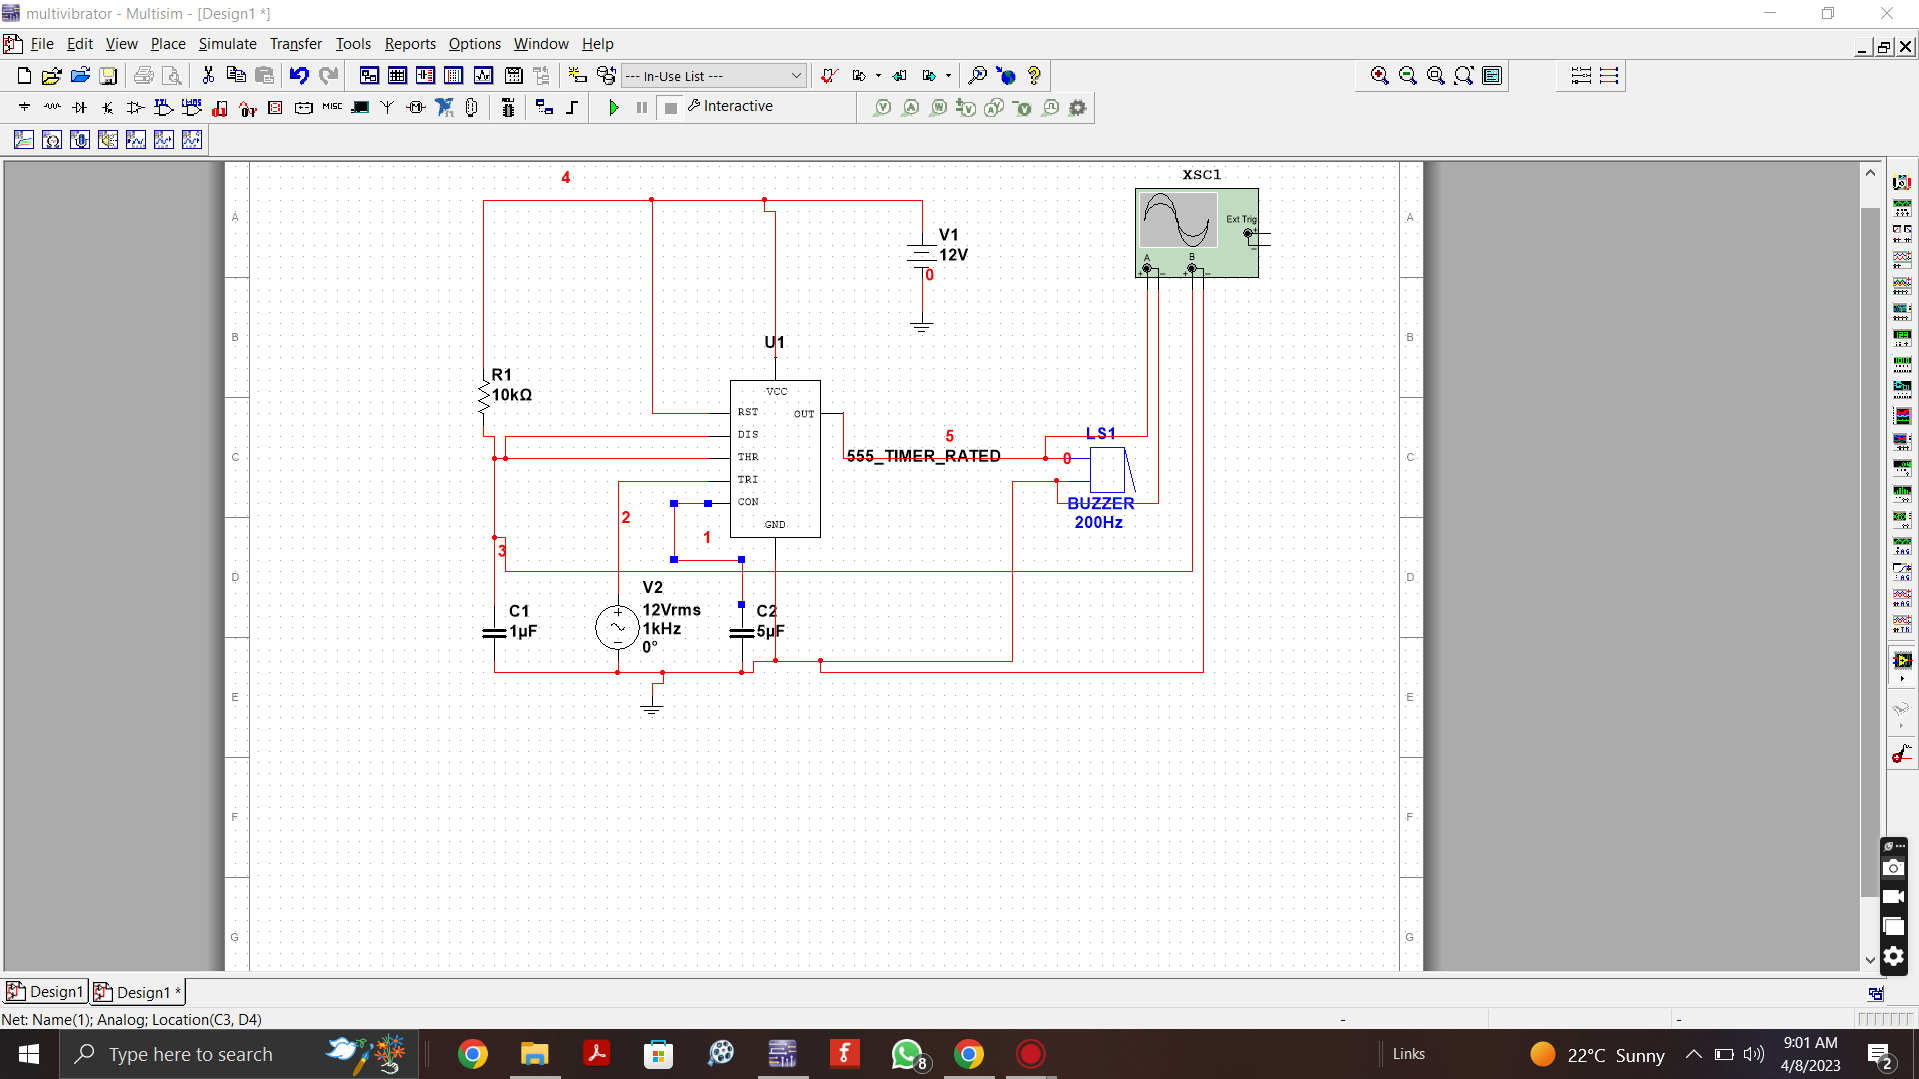 multivibrator - Multisim - [Design1 *]
File Edit View Place Simulate Transfer Tools Reports Options Window Help
--- In-Use List ---
MISC
Interactive
4
XSC1
Ext Trig
A
B
V1
12V
0
A
A
B
B
U1
R1
10kΩ
VCC
RST
OUT
DIS
THR
TRI
CON
GND
5
555_TIMER_RATED
LS1
0
BUZZER
200Hz
C
C
2
1
3
D
D
V2
12Vrms
1kHz
0°
C1
1µF
C2
5µF
E
E
F
F
G
G
Design1
Design1 *
Net: Name(1); Analog; Location(C3, D4)
- -
Type here to search
8
Links
22°C Sunny
9:01 AM
4/8/2023
2